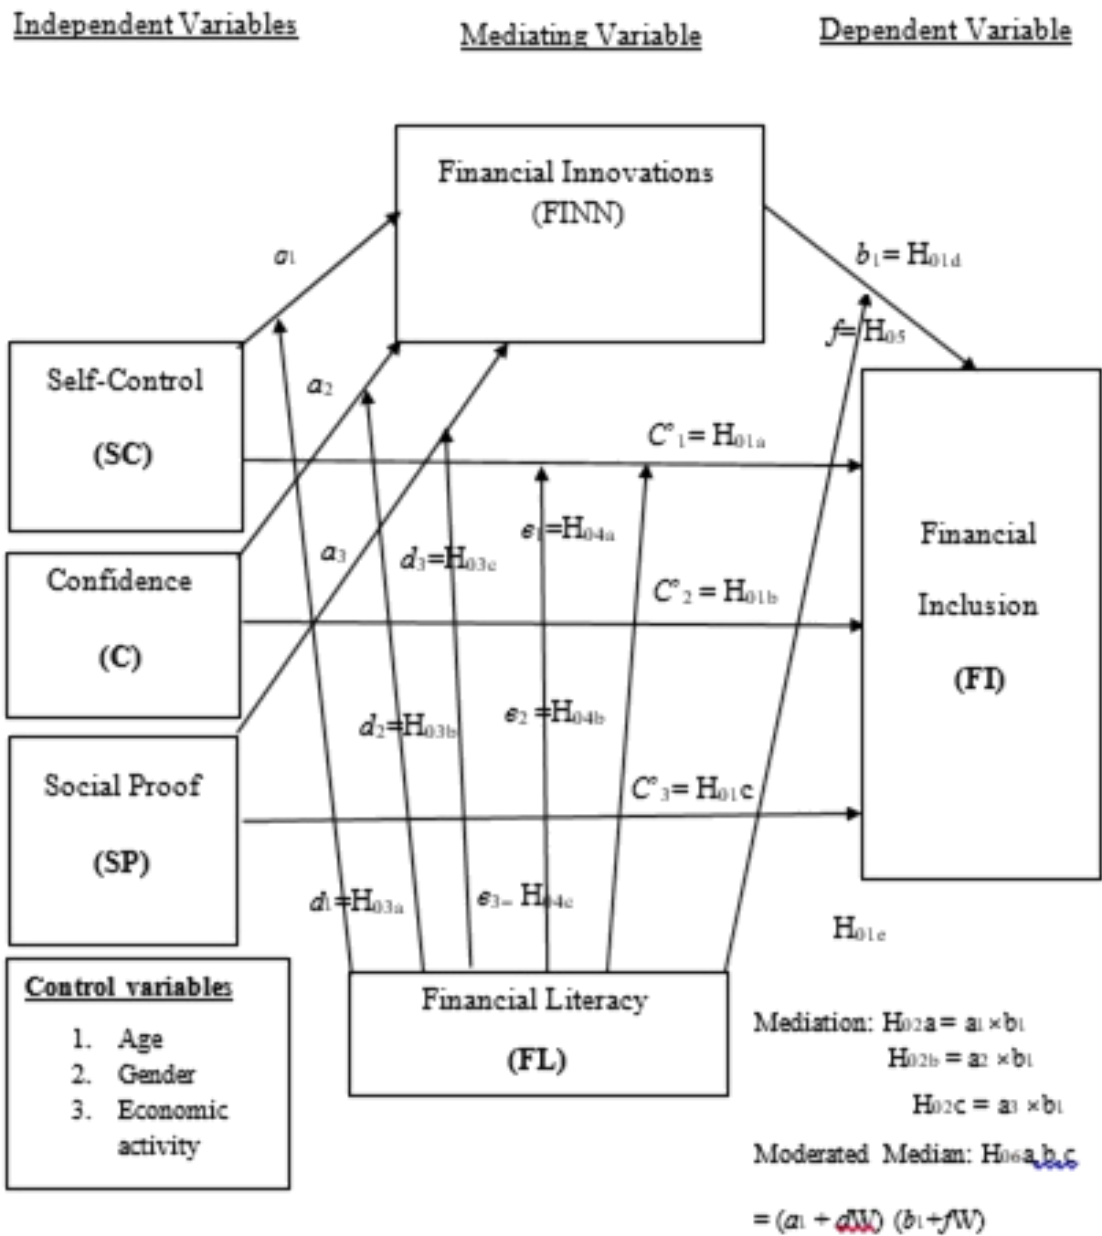 Independent Variables
Mediating Variable
Dependent Variable
Financial Innovations
(FINN)
a1
b1= H01d
f= H05
Self-Control
(SC)
a2
C'1= H01a
e1=H04a
Financial
Inclusion
(FI)
Confidence
(C)
a3
d3=H03c
C'2 = H01b
d2=H03b
e2 =H04b
Social Proof
(SP)
C'3= H01c
d1=H03a
e3= H04c
H01e
Control variables
1. Age
2. Gender
3. Economic
activity
Financial Literacy
(FL)
Mediation: H02a= a1 ×b1
H02b = a2 ×b1
H02c = a3 ×b1
Moderated Median: H06a,b,c
= (a1 + dW) (b1+fW)